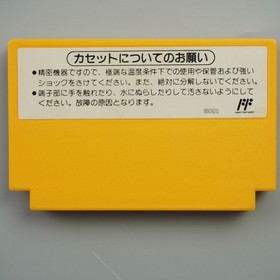 カセットについてのお願い
●精密機器ですので、極端な温度条件下での使用や保管および強い
ショックをさけてください。また、絶対に分解しないでください。
●端子部に手を触れたり、水にぬらしたりして汚さないようにして
ください。故障の原因となります。